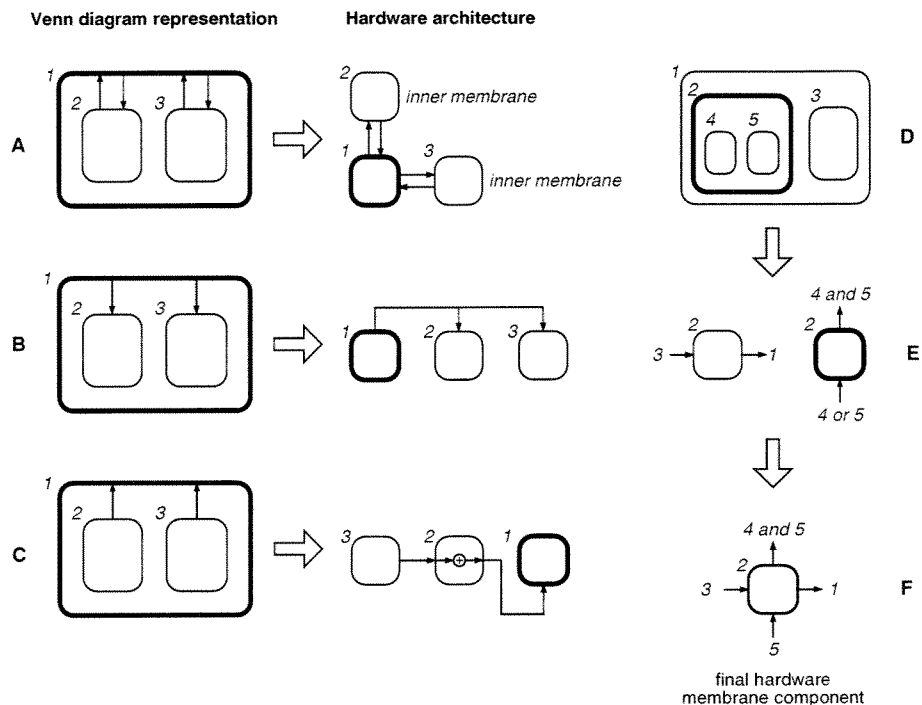 Venn diagram representation
Hardware architecture
A
1
2
3
2
inner membrane
1
3
inner membrane
1
2
3
4
5
D
B
1
2
3
1
2
3
4 and 5
2
3
1
2
4 or 5
E
C
1
2
3
3
2
+
1
4 and 5
2
3
1
5
F
final hardware
membrane component